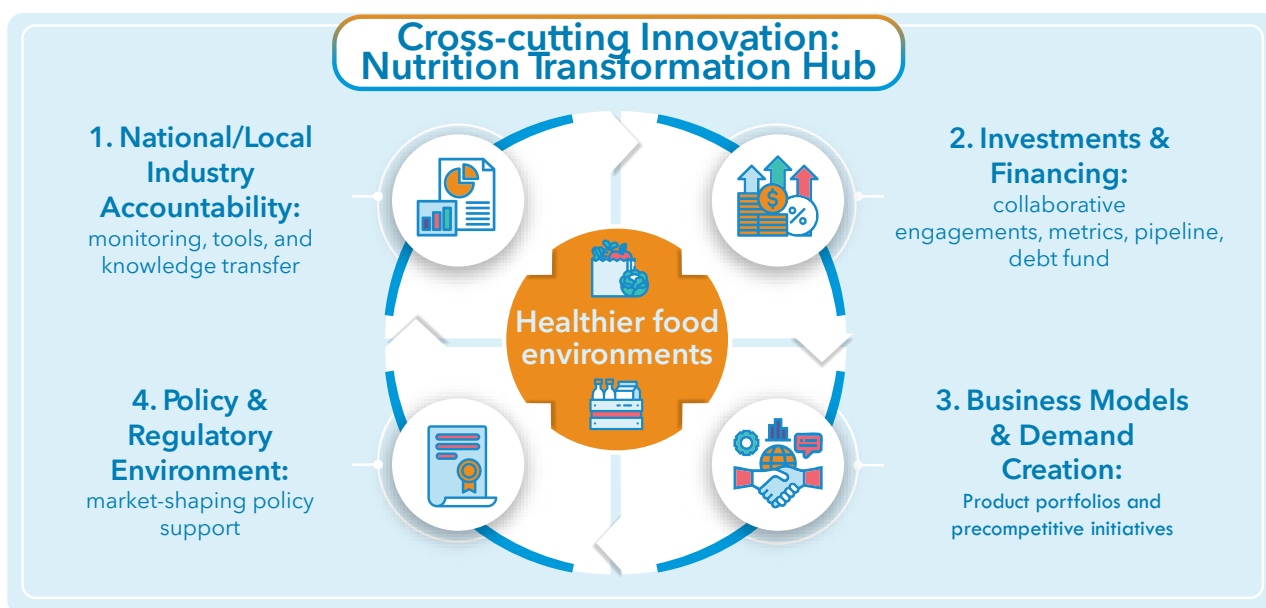 Cross-cutting Innovation:
Nutrition Transformation Hub
1. National/Local
Industry
Accountability:
monitoring, tools, and
knowledge transfer
2. Investments &
Financing:
collaborative
engagements, metrics, pipeline,
debt fund
Healthier food
environments
4. Policy &
Regulatory
Environment:
market-shaping policy
support
3. Business Models
& Demand
Creation:
Product portfolios and
precompetitive initiatives